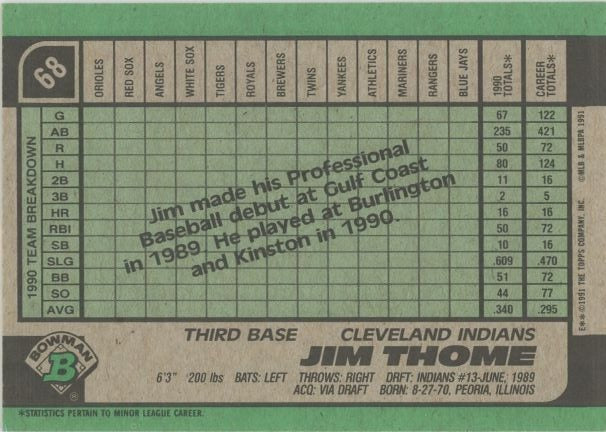 68
ORIOLES RED SOX ANGELS WHITE SOX TIGERS ROYALS BREWERS TWINS YANKEES ATHLETICS MARINERS RANGERS BLUE JAYS 1990 TOTALS* CAREER TOTALS*
1990 TEAM BREAKDOWN
G 67 122
AB 235 421
R 50 72
H 80 124
2B 11 16
3B 2 5
HR 16 16
RBI 50 72
SB 10 16
SLG .609 .470
BB 51 72
SO 44 77
AVG .340 .295
Jim made his Professional
Baseball debut at Gulf Coast
in 1989. He played at Burlington
and Kinston in 1990.
E** ©1991 THE TOPPS COMPANY, INC. ©MLB & MLBPA 1991
BOWMAN
B
®
THIRD BASE CLEVELAND INDIANS
JIM THOME
6'3" 200 lbs BATS: LEFT THROWS: RIGHT DRFT: INDIANS #13-JUNE, 1989
ACQ: VIA DRAFT BORN: 8-27-70, PEORIA, ILLINOIS
*STATISTICS PERTAIN TO MINOR LEAGUE CAREER.